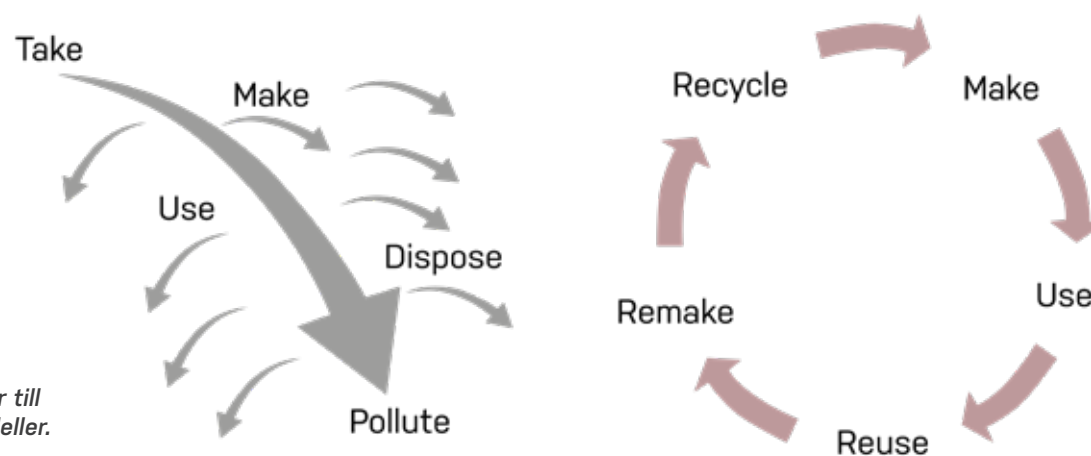 Take
Make
Use
Dispose
Pollute
r till
eller.
Recycle
Make
Use
Reuse
Remake